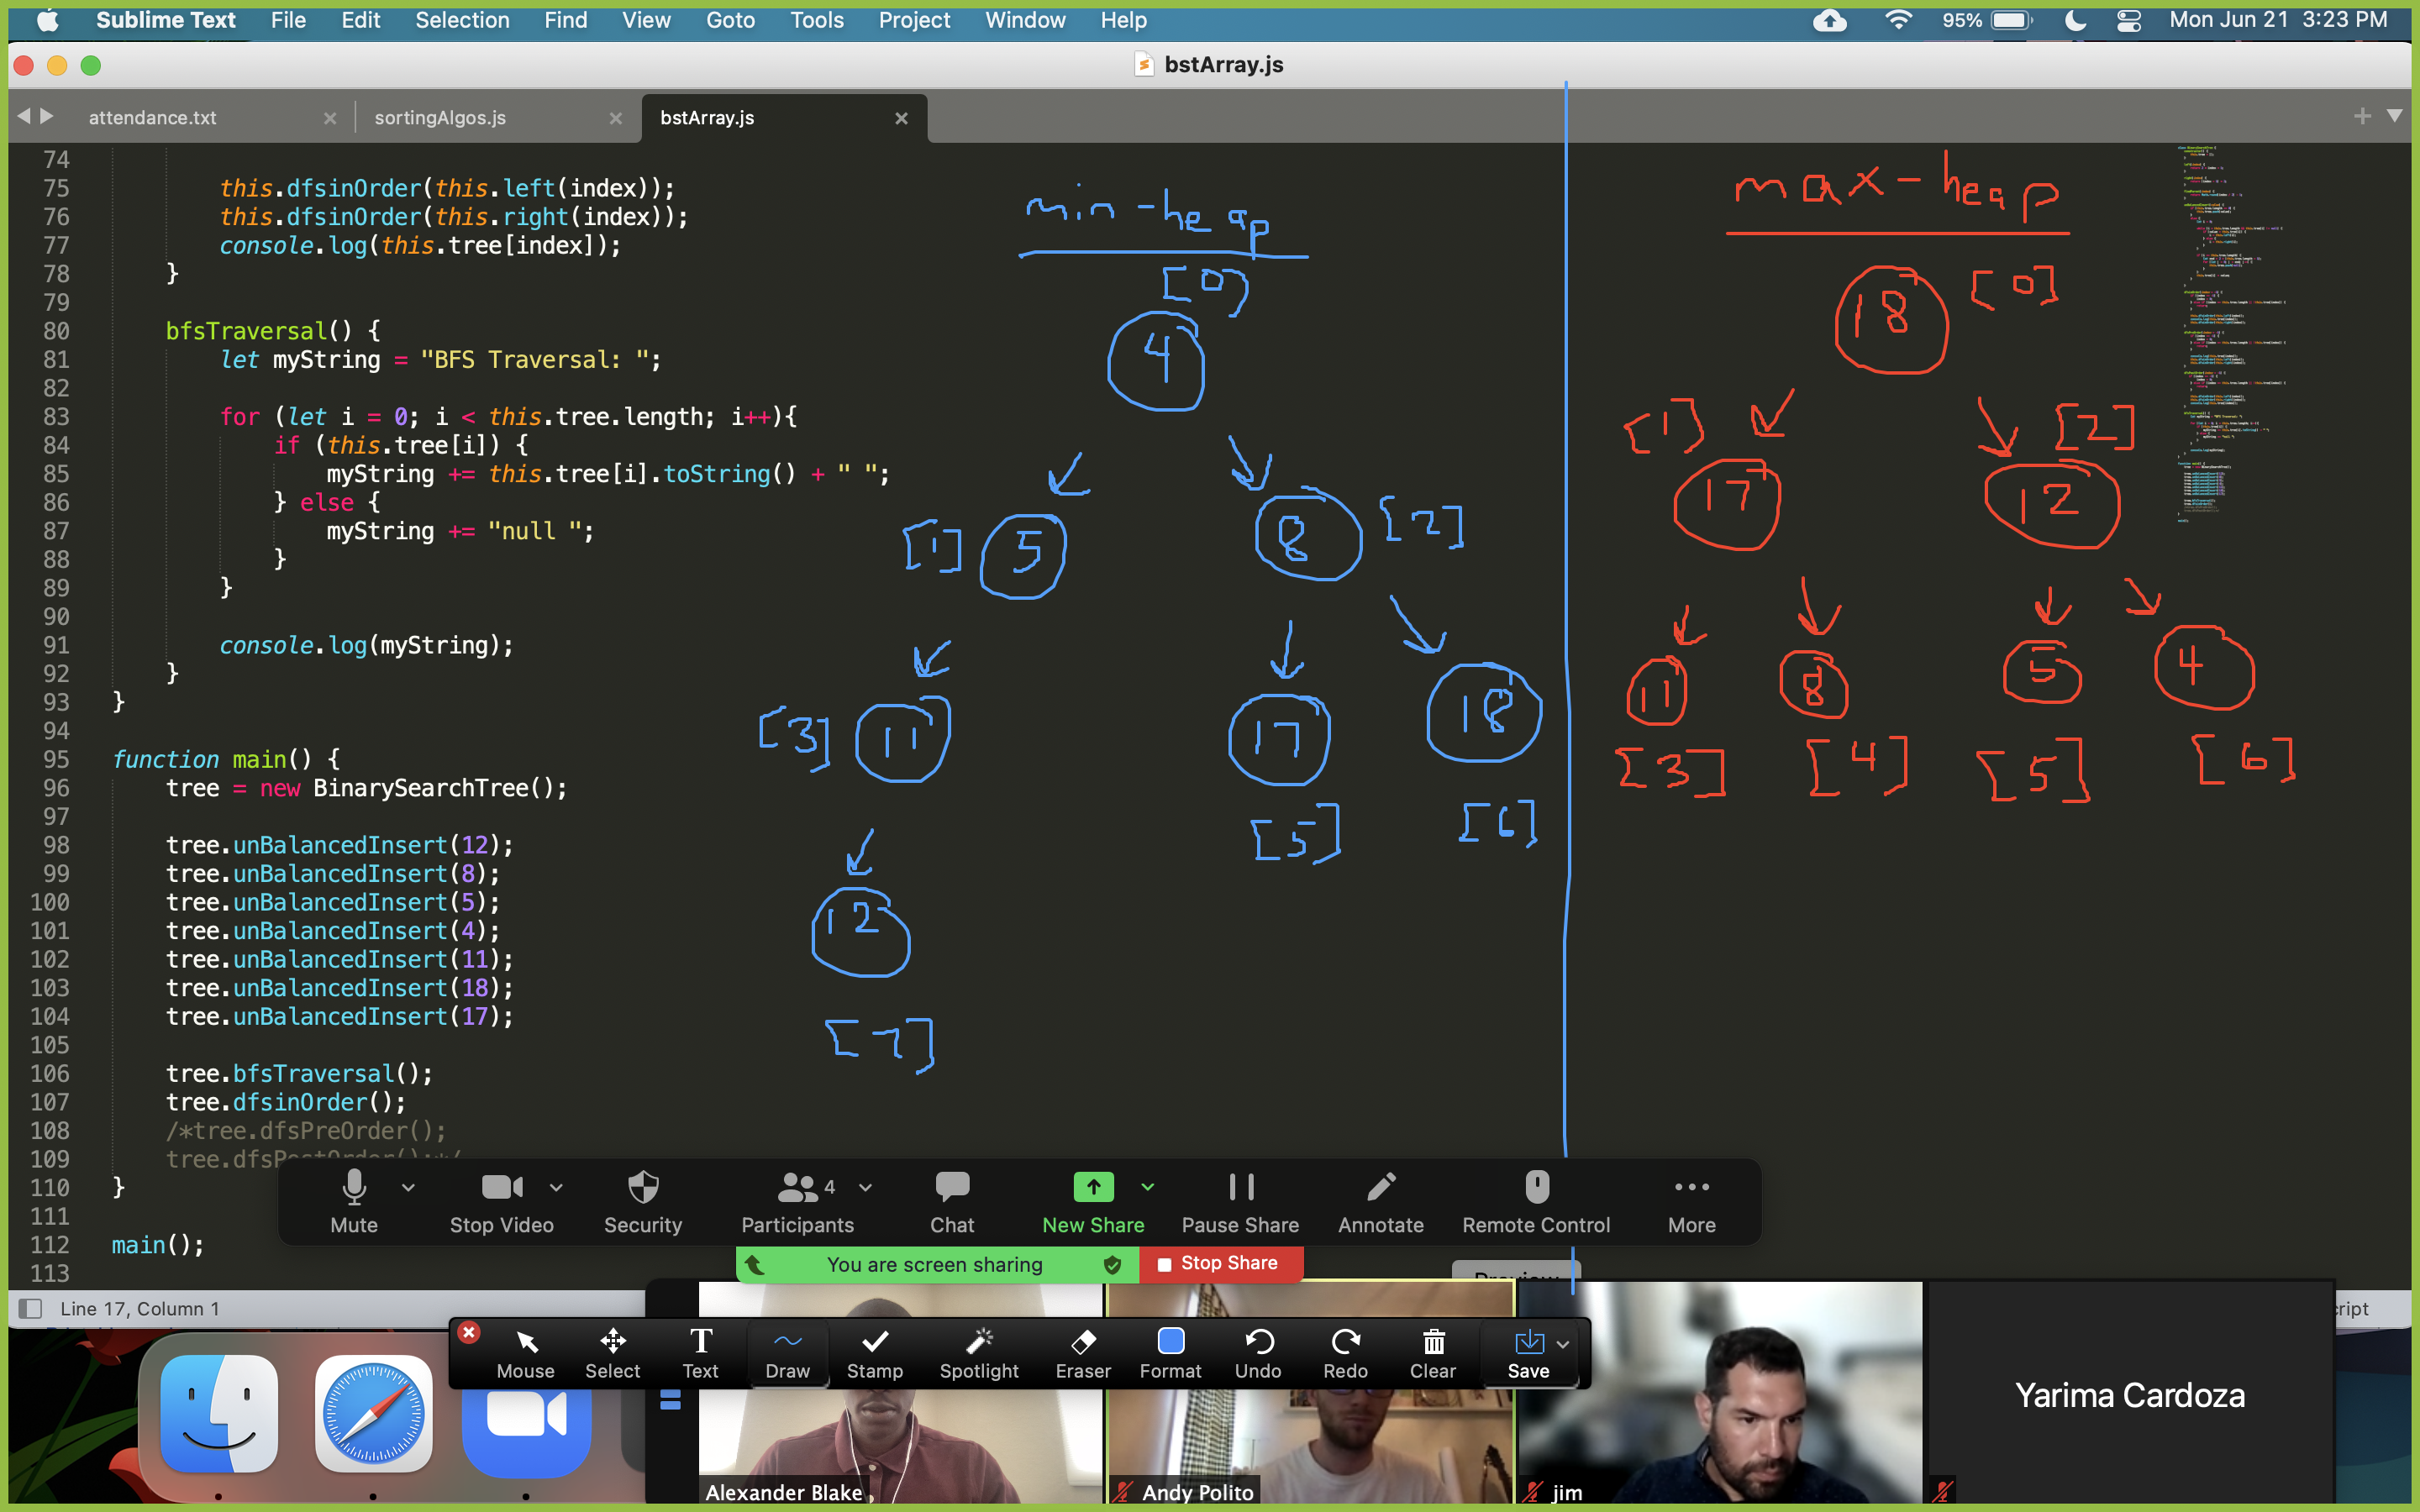 Sublime Text File Edit Selection Find View Goto Tools Project Window Help 95% Mon Jun 21 3:23 PM
bstArray.js
attendance.txt sortingAlgos.js bstArray.js
74
75 this.dfsinOrder(this.left(index));
76 this.dfsinOrder(this.right(index));
77 console.log(this.tree[index]);
78 }
79
80 bfsTraversal() {
81 let myString = "BFS Traversal: ";
82
83 for (let i = 0; i < this.tree.length; i++){
84 if (this.tree[i]) {
85 myString += this.tree[i].toString() + " ";
86 } else {
87 myString += "null ";
88 }
89 }
90
91 console.log(myString);
92 }
93 }
94
95 function main() {
96 tree = new BinarySearchTree();
97
98 tree.unBalancedInsert(12);
99 tree.unBalancedInsert(8);
100 tree.unBalancedInsert(5);
101 tree.unBalancedInsert(4);
102 tree.unBalancedInsert(11);
103 tree.unBalancedInsert(18);
104 tree.unBalancedInsert(17);
105
106 tree.bfsTraversal();
107 tree.dfsinOrder();
108 /*tree.dfsPreOrder();
109 tree.dfsPostOrder();*/
110 }
111
112 main();
113
min-heap
[0]
4
[1] 5 8 [2]
[3] 11 17 18
[5] [6]
12
[7]
max-heap
18 [0]
[1] [2]
17 12
11 8 5 4
[3] [4] [5] [6]
Mute Stop Video Security 4 Participants Chat New Share Pause Share Annotate Remote Control More
You are screen sharing Stop Share
Preview
Line 17, Column 1
cript
Mouse Select Text Draw Stamp Spotlight Eraser Format Undo Redo Clear Save
Yarima Cardoza
Alexander Blake Andy Polito jim